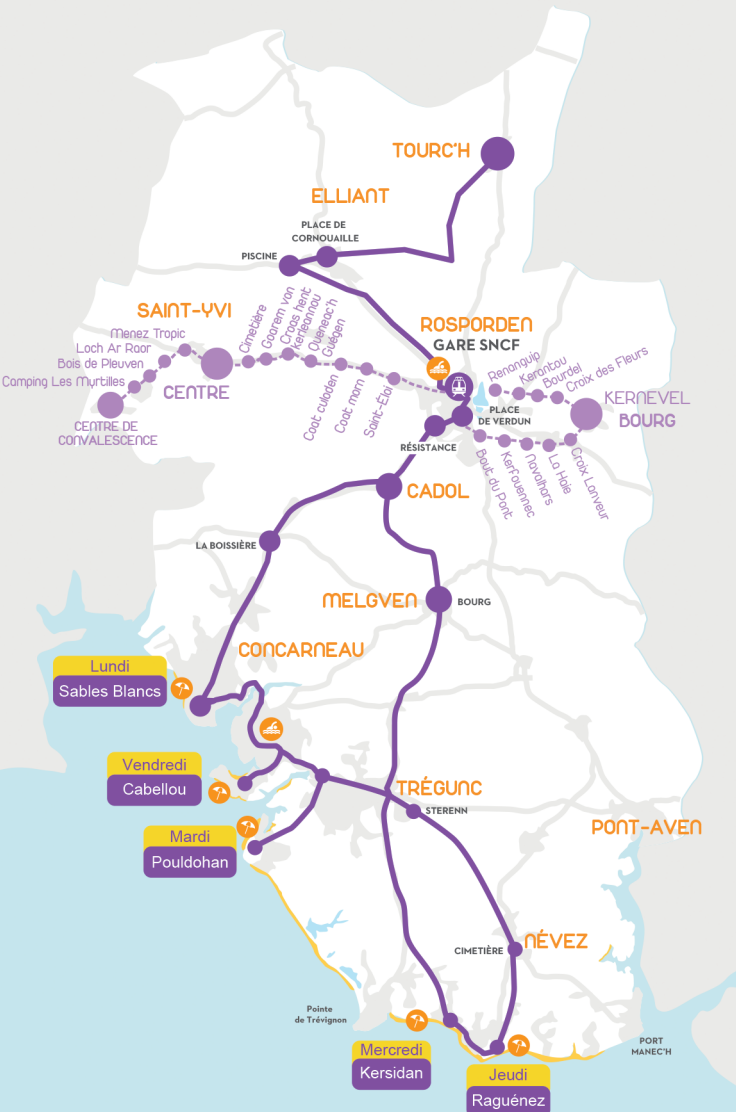 TOURC'H
ELLIANT
PLACE DE
CORNOUAILLE
PISCINE
SAINT-YVI
Menez Tropic
Loch Ar Raor
Bois de Pleuven
Camping Les Myrtilles
CENTRE DE
CONVALESCENCE
CENTRE
Cimetière
Goarem van
Croas hent
Kerleannou
Queneac'h
Guégen
Coat culoden
Coat morn
Saint-Éloi
ROSPORDEN
GARE SNCF
Renanguip
Kerantou
Bourdel
Croix des Fleurs
KERNEVEL
BOURG
PLACE
DE VERDUN
RÉSISTANCE
Bout du Pont
Kerfouennec
Navalhars
La Haie
Croix Lanveur
CADOL
LA BOISSIÈRE
MELGVEN
BOURG
CONCARNEAU
Lundi
Sables Blancs
Vendredi
Cabellou
Mardi
Pouldohan
TRÉGUNC
STERENN
PONT-AVEN
NÉVEZ
CIMETIÈRE
Pointe
de Trévignon
Mercredi
Kersidan
Jeudi
Raguénez
PORT
MANEC'H